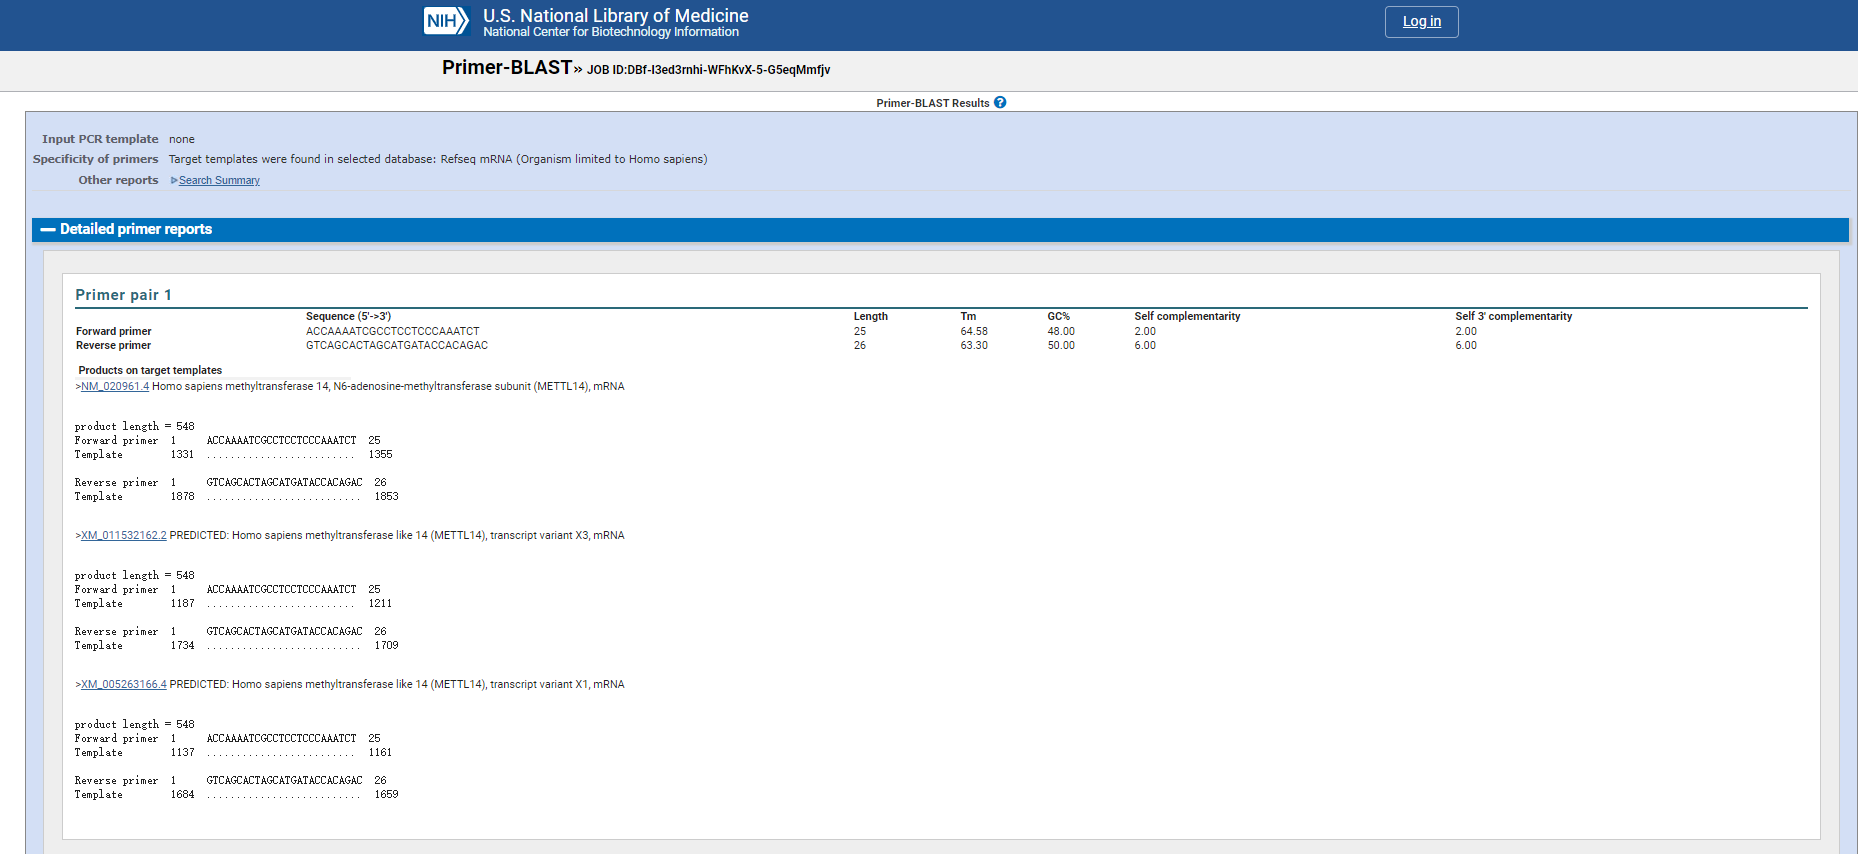 NIH
U.S. National Library of Medicine
National Center for Biotechnology Information
Log in
Primer-BLAST» JOB ID:DBf-I3ed3rnhi-WFhKvX-5-G5eqMmfjv
Primer-BLAST Results ?
Input PCR template none
Specificity of primers Target templates were found in selected database: Refseq mRNA (Organism limited to Homo sapiens)
Other reports Search Summary
Detailed primer reports
Primer pair 1
Sequence (5'->3') Length Tm GC% Self complementarity Self 3' complementarity
Forward primer ACCAAAATCGCCTCCTCCCAAATCT 25 64.58 48.00 2.00 2.00
Reverse primer GTCAGCACTAGCATGATACCACAGAC 26 63.30 50.00 6.00 6.00
Products on target templates
>NM_020961.4 Homo sapiens methyltransferase 14, N6-adenosine-methyltransferase subunit (METTL14), mRNA
product length = 548
Forward primer 1 ACCAAAATCGCCTCCTCCCAAATCT 25
Template 1331 ......................... 1355
Reverse primer 1 GTCAGCACTAGCATGATACCACAGAC 26
Template 1878 .......................... 1853
>XM_011532162.2 PREDICTED: Homo sapiens methyltransferase like 14 (METTL14), transcript variant X3, mRNA
product length = 548
Forward primer 1 ACCAAAATCGCCTCCTCCCAAATCT 25
Template 1187 ......................... 1211
Reverse primer 1 GTCAGCACTAGCATGATACCACAGAC 26
Template 1734 .......................... 1709
>XM_005263166.4 PREDICTED: Homo sapiens methyltransferase like 14 (METTL14), transcript variant X1, mRNA
product length = 548
Forward primer 1 ACCAAAATCGCCTCCTCCCAAATCT 25
Template 1137 ......................... 1161
Reverse primer 1 GTCAGCACTAGCATGATACCACAGAC 26
Template 1684 .......................... 1659